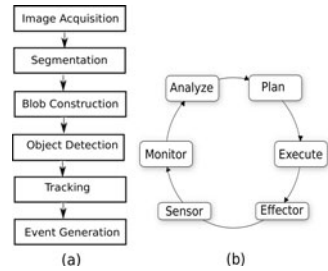 Image Acquisition
Segmentation
Blob Construction
Object Detection
Tracking
Event Generation
(a)
Analyze
Plan
Monitor
Execute
Sensor
Effector
(b)